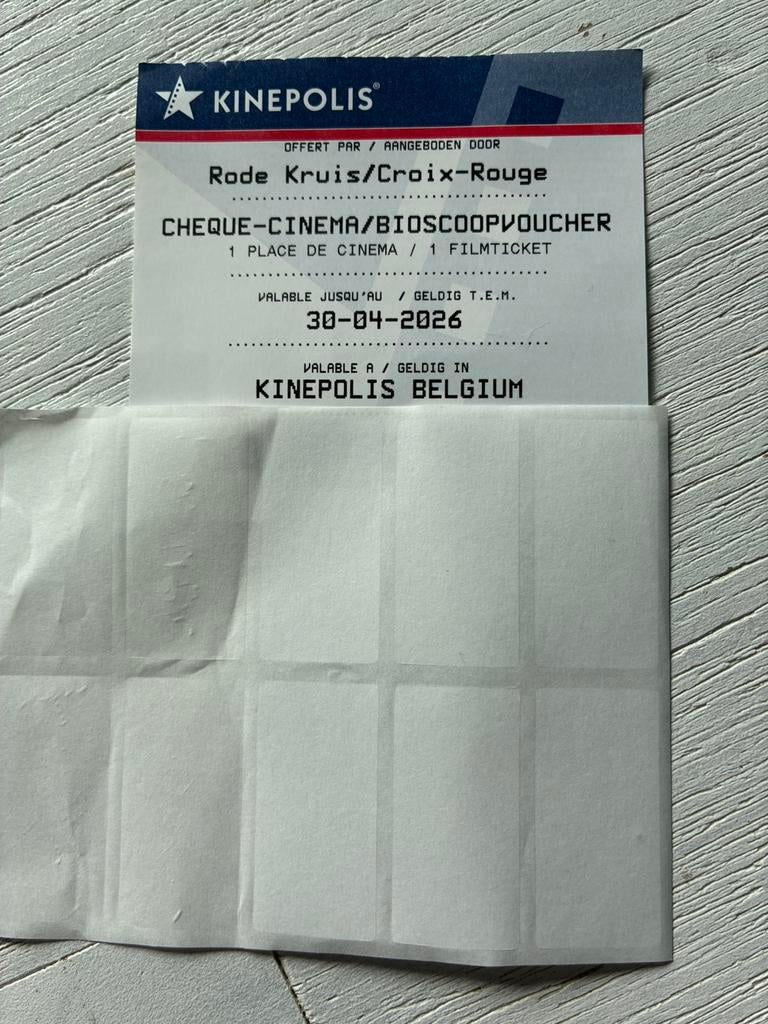 KINEPOLIS®
OFFERT PAR / AANGEBODEN DOOR
Rode Kruis/Croix-Rouge
CHEQUE-CINEMA/BIOSCOOPVOUCHER
1 PLACE DE CINEMA / 1 FILMTICKET
VALABLE JUSQU'AU / GELDIG T.E.M.
30-04-2026
VALABLE A / GELDIG IN
KINEPOLIS BELGIUM